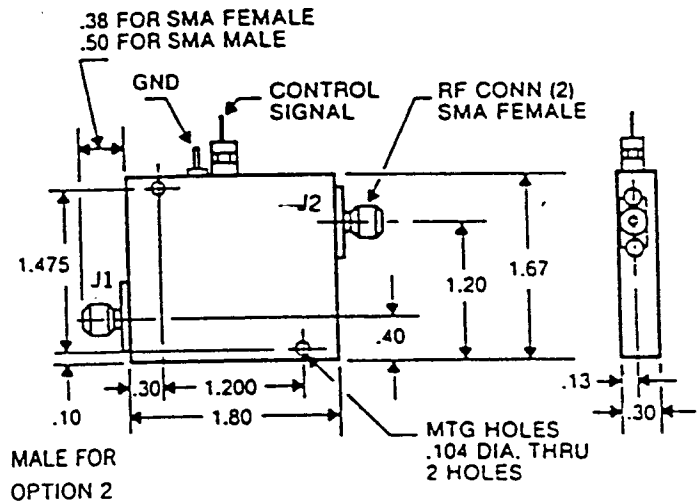 .38 FOR SMA FEMALE
.50 FOR SMA MALE
GND
CONTROL
SIGNAL
RF CONN (2)
SMA FEMALE
J2
1.475
J1
1.20
1.67
.40
.30
1.200
.10
1.80
.13
.30
MTG HOLES
.104 DIA. THRU
2 HOLES
MALE FOR
OPTION 2